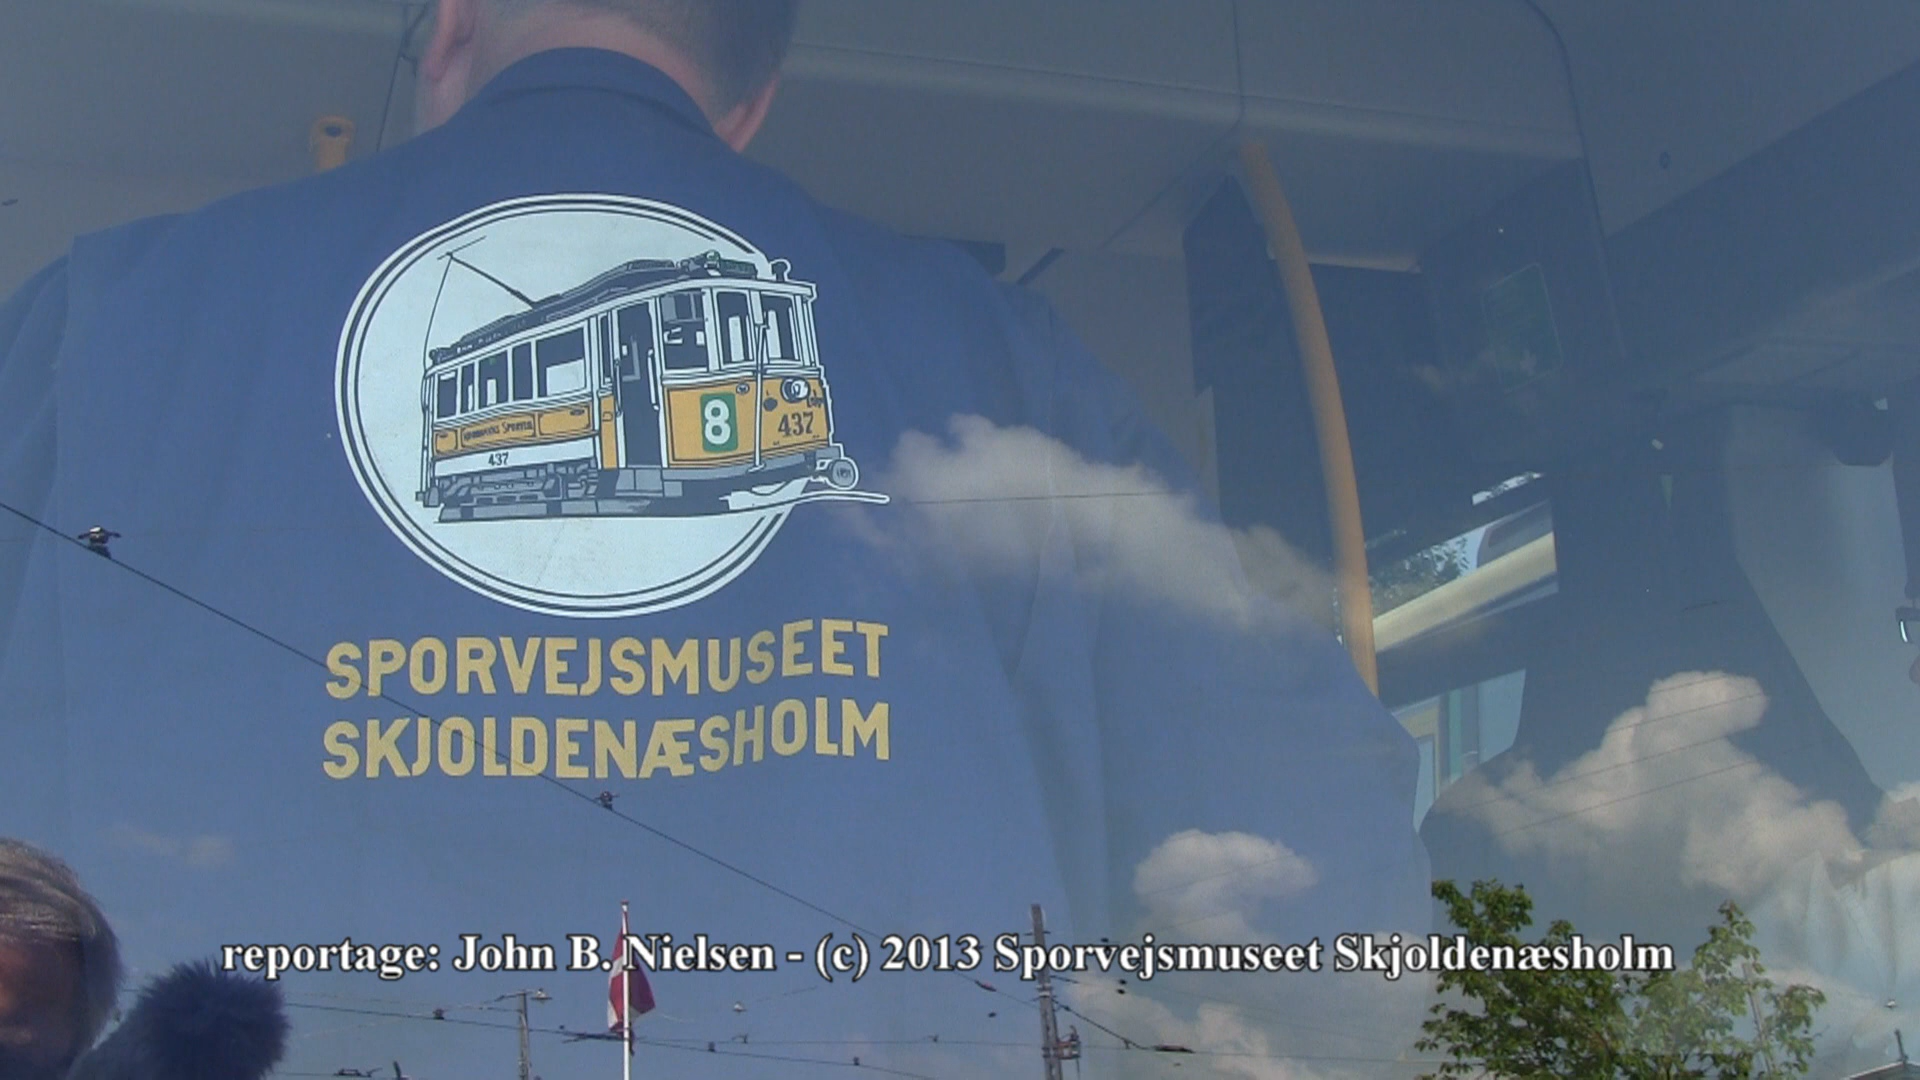 8
437
437
SPORVEJSMUSEET
SKJOLDENÆSHOLM
reportage: John B. Nielsen - (c) 2013 Sporvejsmuseet Skjoldenæsholm